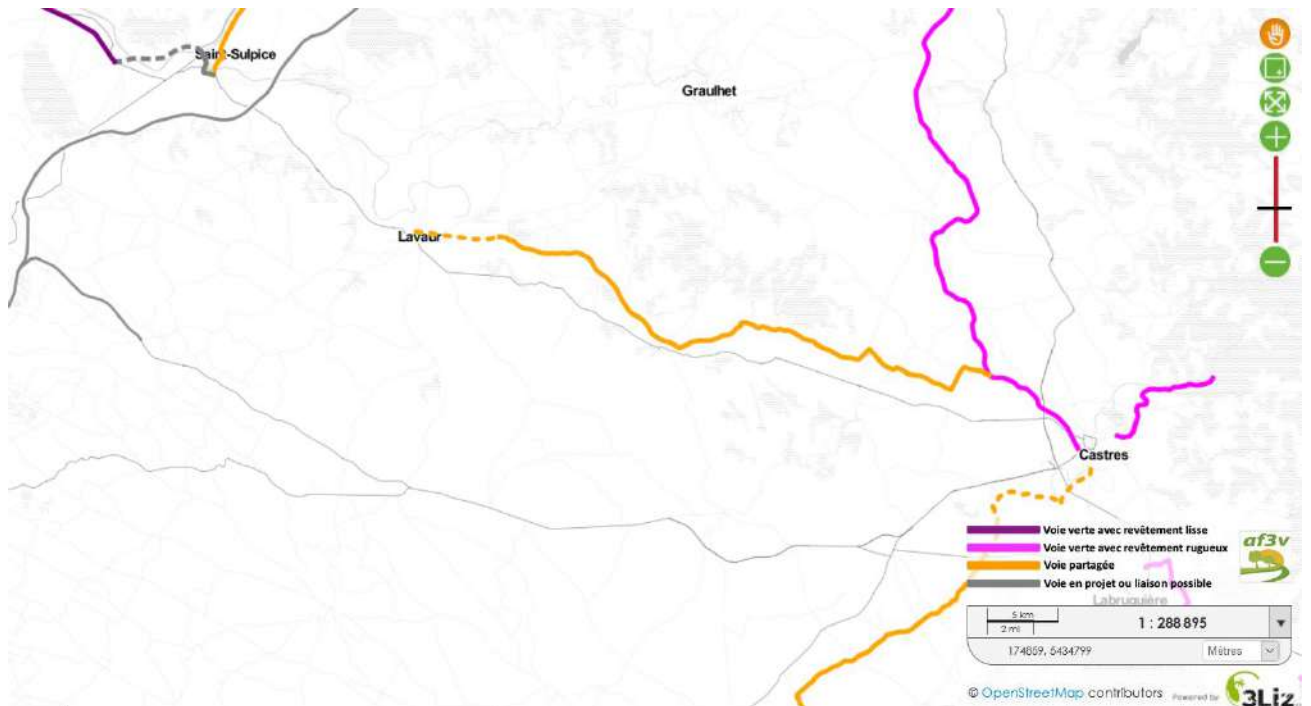 Saint-Sulpice
Graulhet
Lavaur
Castres
Voie verte avec revêtement lisse
Voie verte avec revêtement rugueux
Voie partagée
Voie en projet ou liaison possible
af3v
Labruguière
5 km
2 mi
1 : 288 895
174859, 5434799
Mètres
© OpenStreetMap contributors
Powered by
3Liz